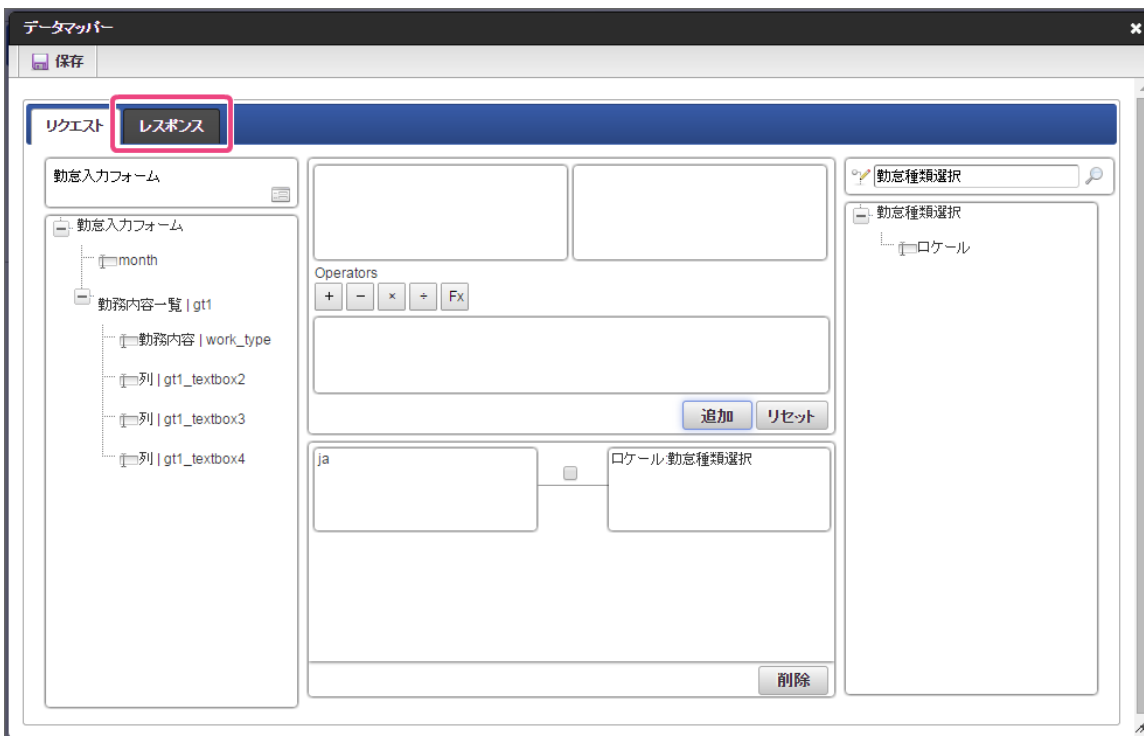 データマッパー
保存
リクエスト
レスポンス
勤怠入力フォーム
勤怠入力フォーム
month
勤務内容一覧 | gt1
勤務内容 | work_type
列 | gt1_textbox2
列 | gt1_textbox3
列 | gt1_textbox4
Operators
+ − × ÷ Fx
追加 リセット
ja
ロケール:勤怠種類選択
削除
勤怠種類選択
勤怠種類選択
ロケール